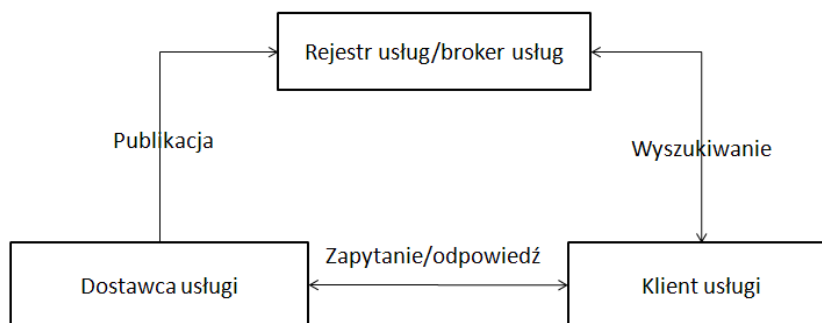 Rejestr usług/broker usług
Publikacja
Wyszukiwanie
Zapytanie/odpowiedź
Dostawca usługi
Klient usługi